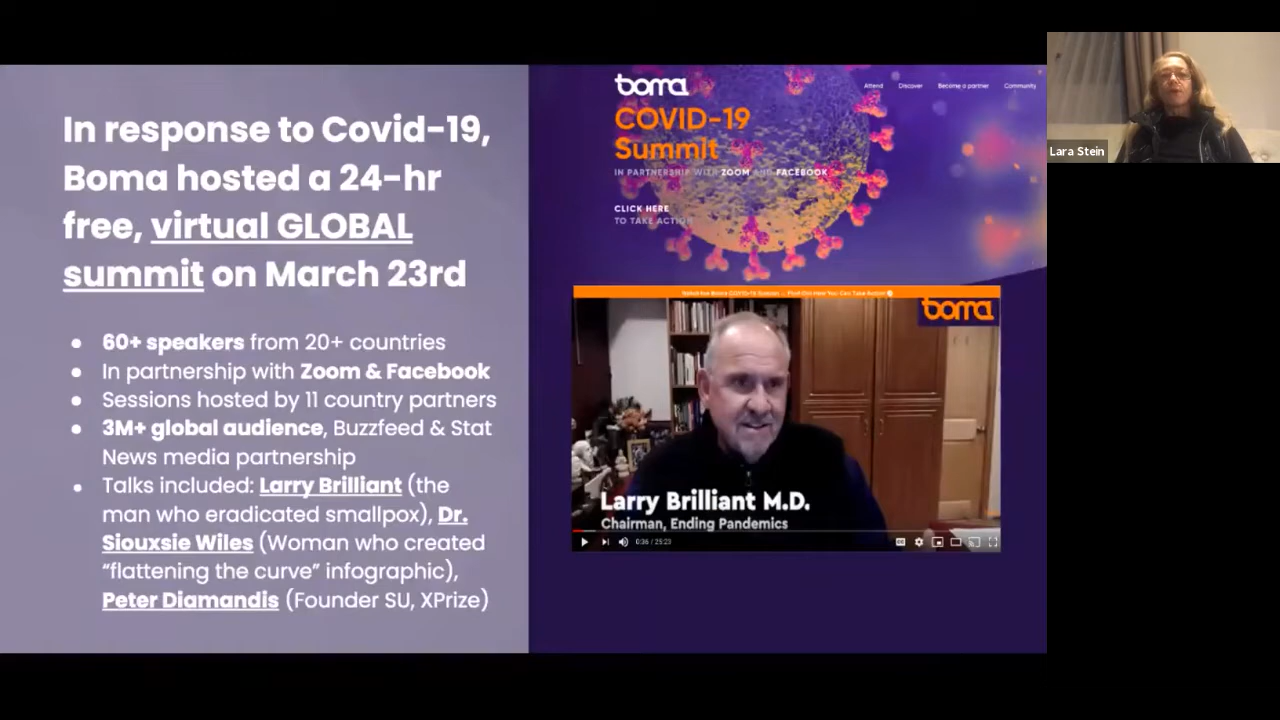 In response to Covid-19,
Boma hosted a 24-hr
free, virtual GLOBAL
summit on March 23rd
● 60+ speakers from 20+ countries
● In partnership with Zoom & Facebook
● Sessions hosted by 11 country partners
● 3M+ global audience, Buzzfeed & Stat
News media partnership
● Talks included: Larry Brilliant (the
man who eradicated smallpox), Dr.
Siouxsie Wiles (Woman who created
“flattening the curve” infographic),
Peter Diamandis (Founder SU, XPrize)
boma
Attend Discover Become a partner Community
COVID-19
Summit
IN PARTNERSHIP WITH ZOOM AND FACEBOOK
CLICK HERE
TO TAKE ACTION
boma
Larry Brilliant M.D.
Chairman, Ending Pandemics
0:36 / 25:23
Lara Stein